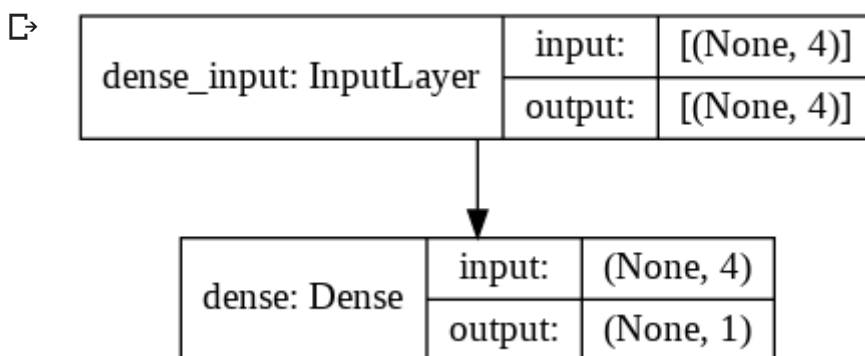 dense_input: InputLayer
input: [(None, 4)]
output: [(None, 4)]
dense: Dense
input: (None, 4)
output: (None, 1)